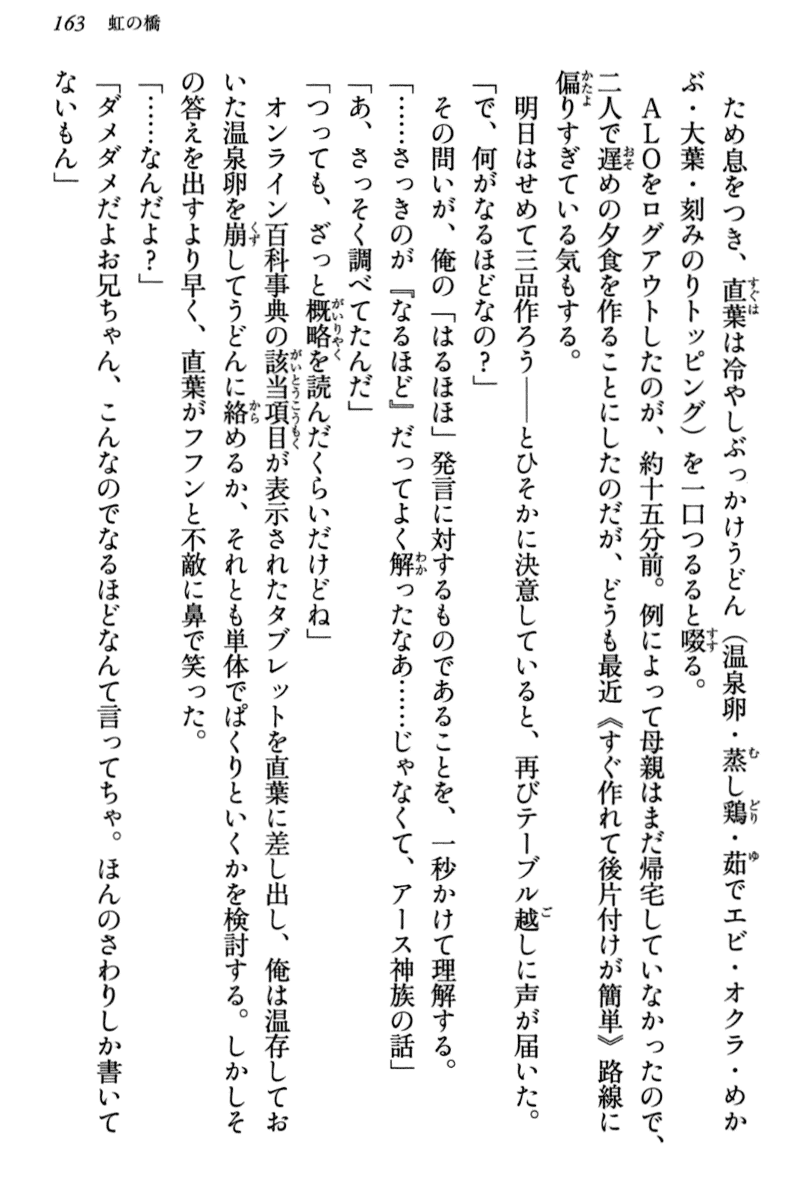 163 虹の橋
ため息をつき、直葉は冷やしぶっかけうどん（温泉卵・蒸し鶏・茹でエビ・オクラ・めか
ぶ・大葉・刻みのりトッピング）を一口つるると啜る。
ＡＬＯをログアウトしたのが、約十五分前。例によって母親はまだ帰宅していなかったので、
二人で遅めの夕食を作ることにしたのだが、どうも最近《すぐ作れて後片付けが簡単》路線に
偏りすぎている気もする。
明日はせめて三品作ろう――とひそかに決意していると、再びテーブル越しに声が届いた。
「で、何がなるほどなの？」
その問いが、俺の「はるほほ」発言に対するものであることを、一秒かけて理解する。
「……さっきのが『なるほど』だってよく解ったなあ……じゃなくて、アース神族の話」
「あ、さっそく調べてたんだ」
「つっても、ざっと概略を読んだくらいだけどね」
オンライン百科事典の該当項目が表示されたタブレットを直葉に差し出し、俺は温存してお
いた温泉卵を崩してうどんに絡めるか、それとも単体でぱくりといくかを検討する。しかしそ
の答えを出すより早く、直葉がフフンと不敵に鼻で笑った。
「……なんだよ？」
「ダメダメだよお兄ちゃん、こんなのでなるほどなんて言ってちゃ。ほんのさわりしか書いて
ないもん」